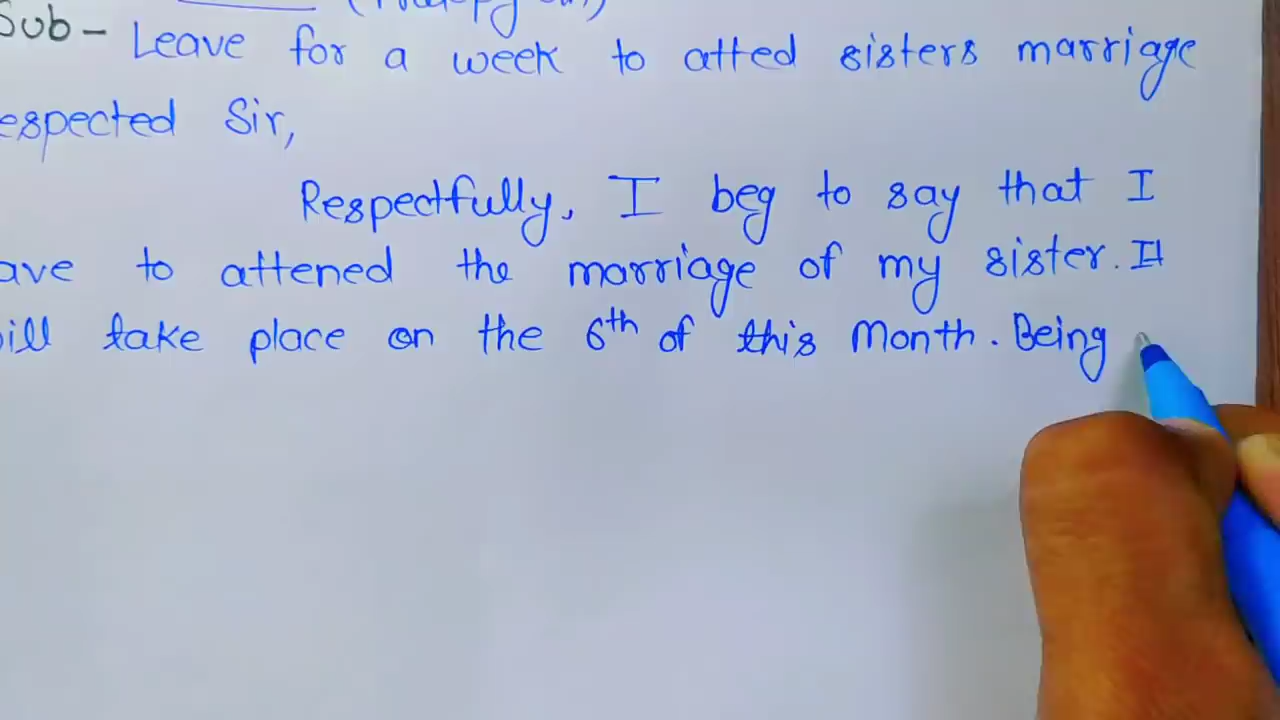 Sub - Leave for a week to atted sisters marriage
espected Sir,
Respectfully, I beg to say that I
ave to attened the marriage of my sister. It
ill take place on the 6th of this Month. Being